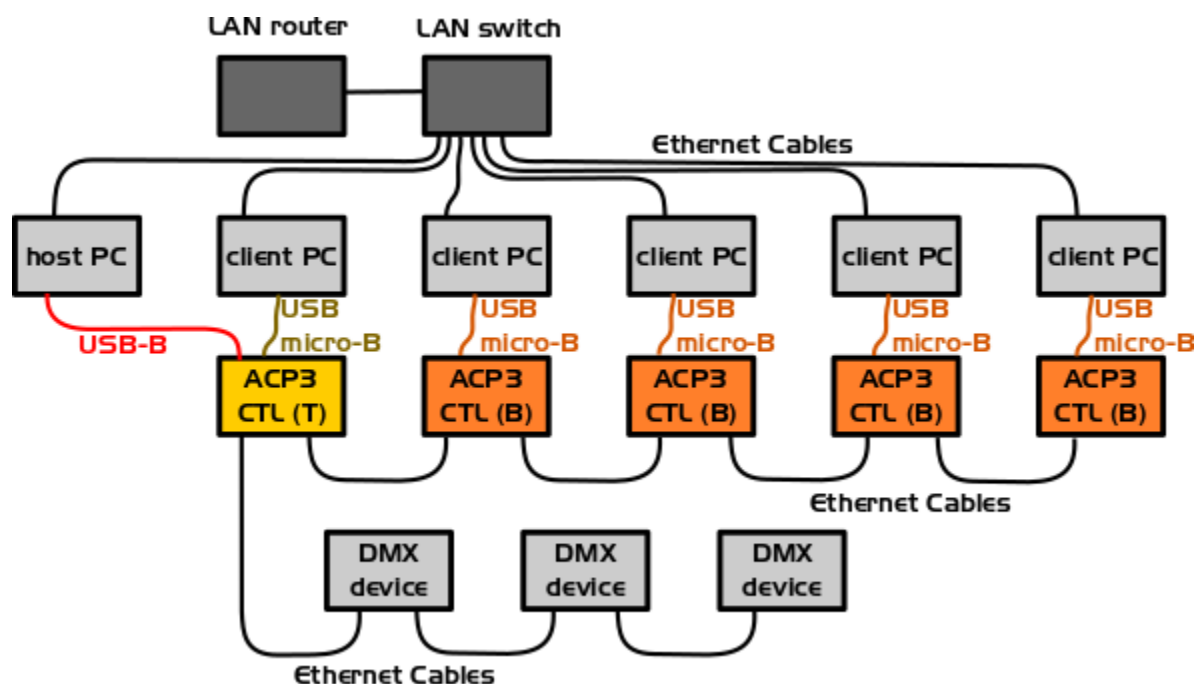 LAN router
LAN switch
Ethernet Cables
host PC
client PC
client PC
client PC
client PC
client PC
USB-B
USB
micro-B
USB
micro-B
USB
micro-B
USB
micro-B
USB
micro-B
ACP3
CTL (T)
ACP3
CTL (B)
ACP3
CTL (B)
ACP3
CTL (B)
ACP3
CTL (B)
Ethernet Cables
DMX
device
DMX
device
DMX
device
Ethernet Cables